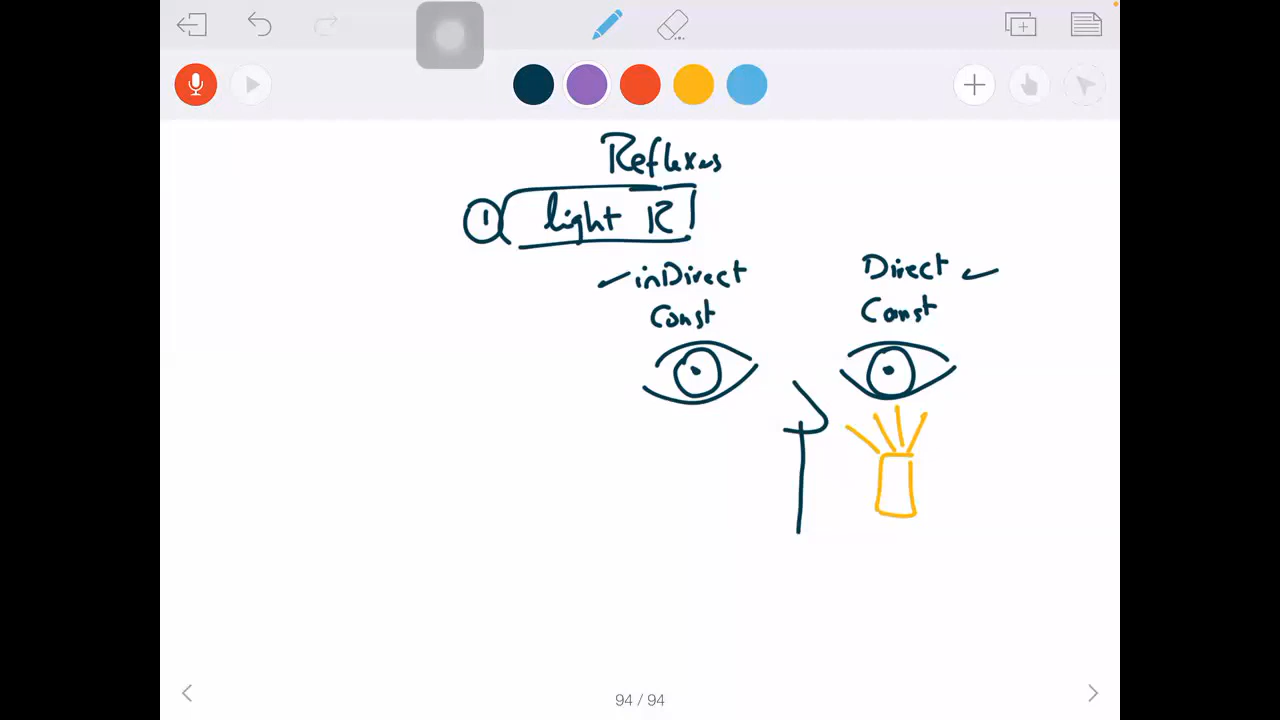 Reflexes
1 light R
inDirect Direct
Const Const
94 / 94